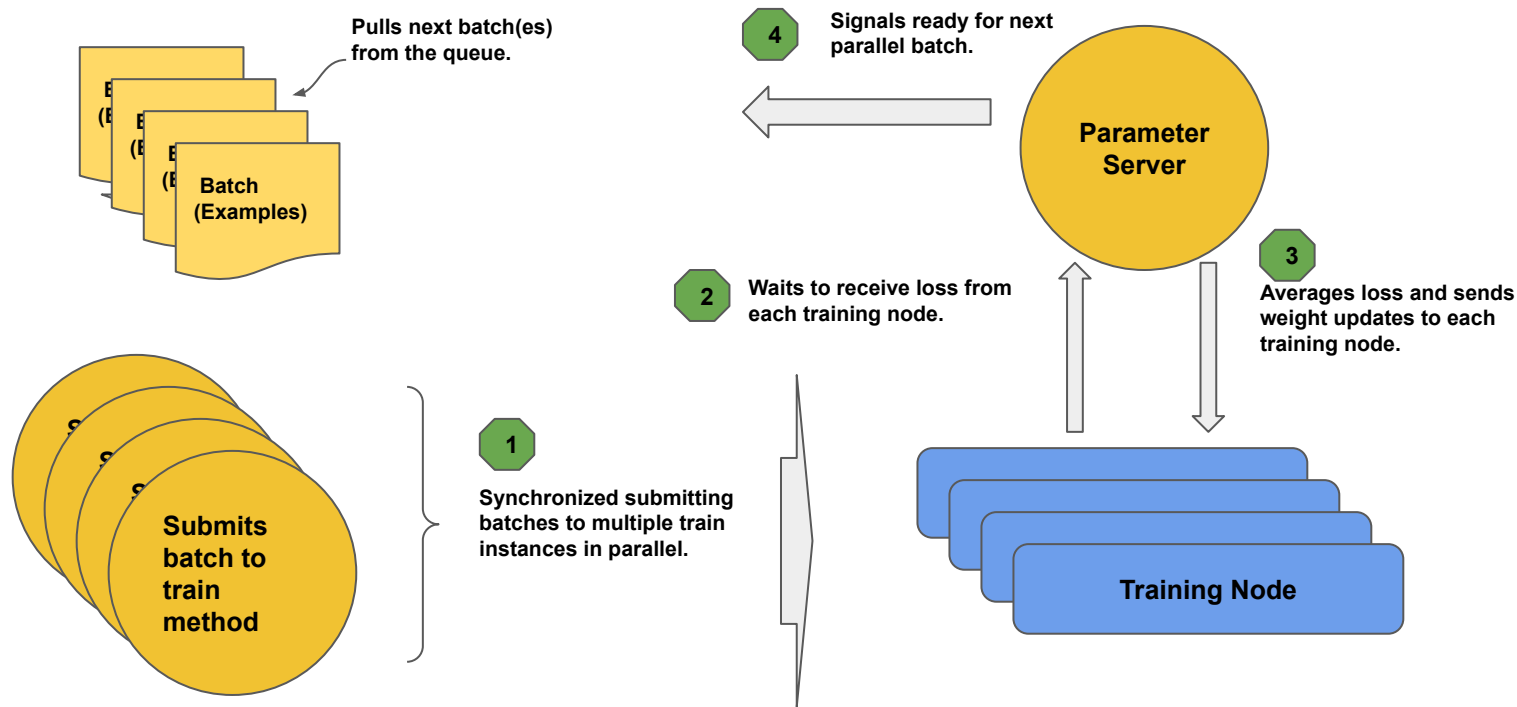 Pulls next batch(es)
from the queue.
Batch
(Examples)
4
Signals ready for next
parallel batch.
Parameter
Server
2
Waits to receive loss from
each training node.
3
Averages loss and sends
weight updates to each
training node.
Submits
batch to
train
method
1
Synchronized submitting
batches to multiple train
instances in parallel.
Training Node